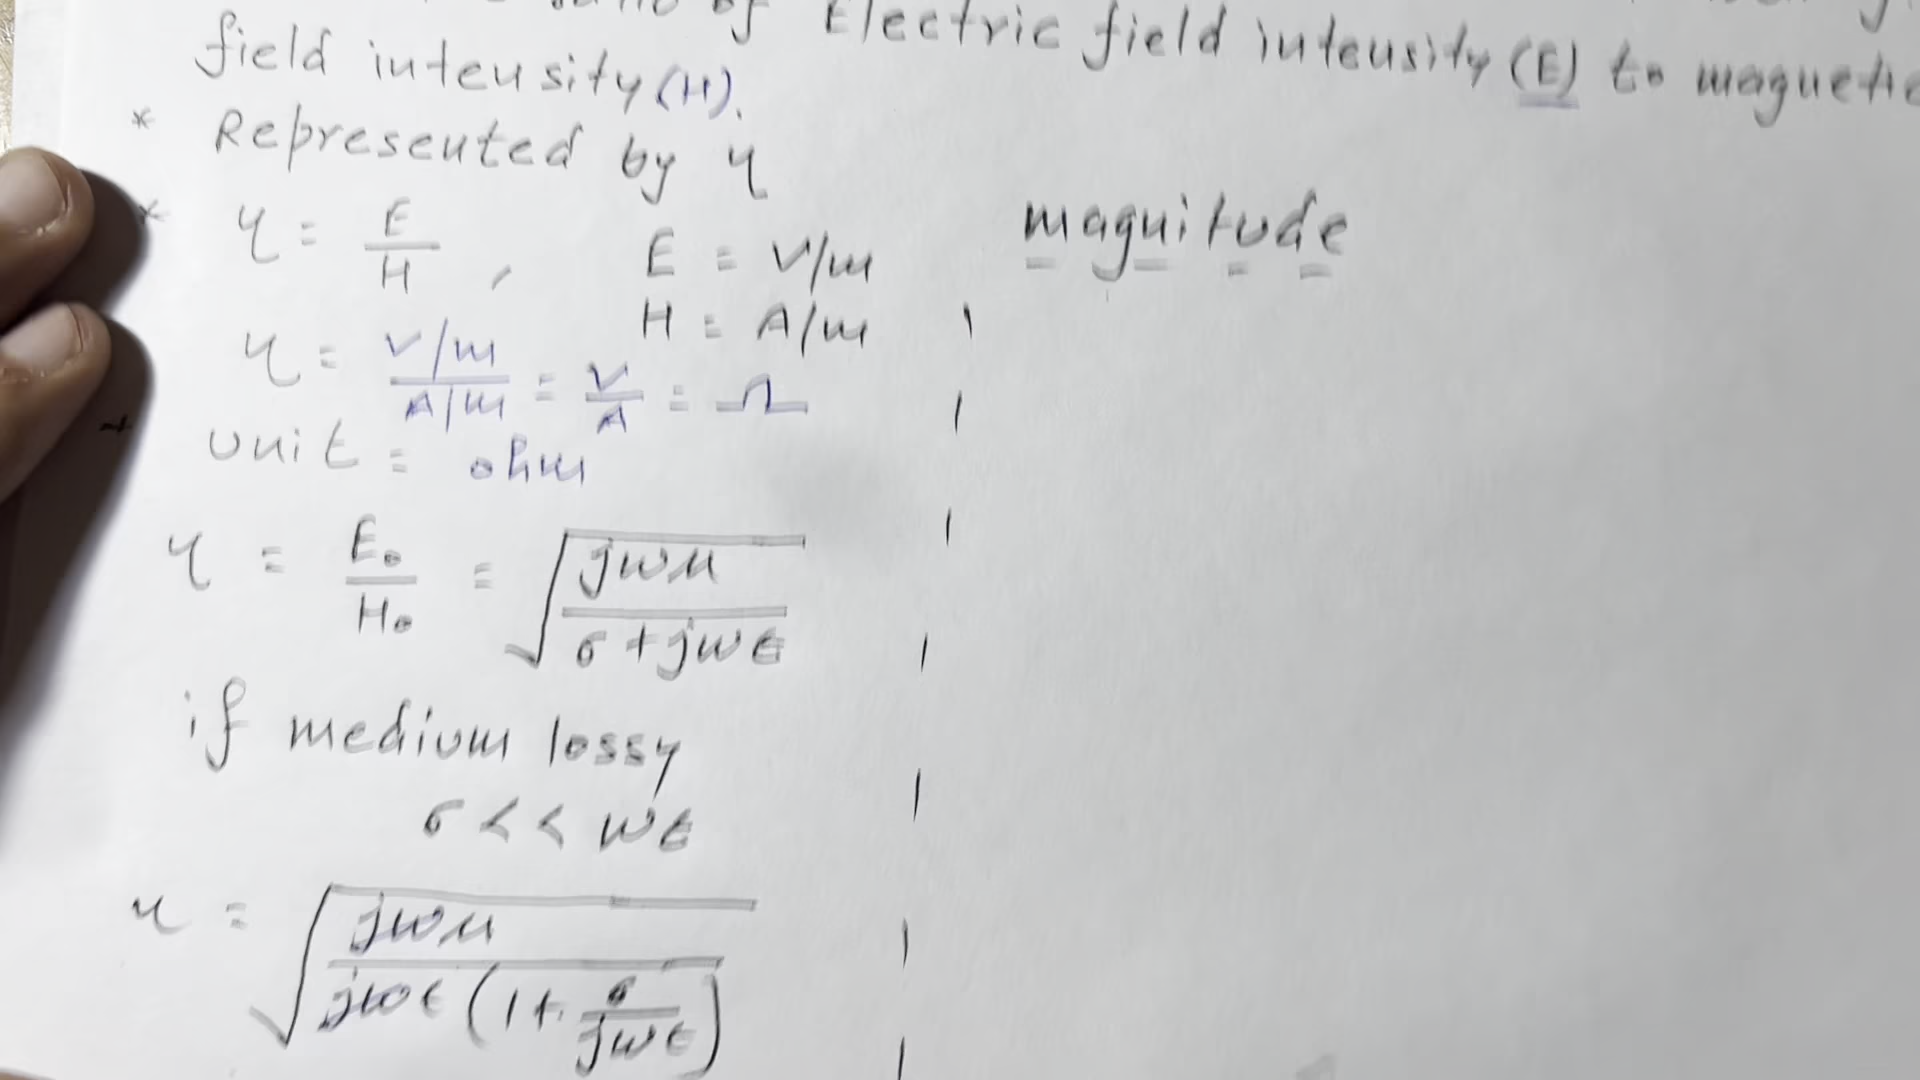 of Electric field intensity (E) to magnetic
field intensity (H).
* Represented by η
* η = E/H , E = V/m
H = A/m
η = V/m / A/m = V/A = Ω
unit = ohm
η = E₀/H₀ = √(jωμ / σ+jωε)
if medium lossy
σ << ωε
η = √(jωμ / jωε(1+ σ/jωε))
magnitude